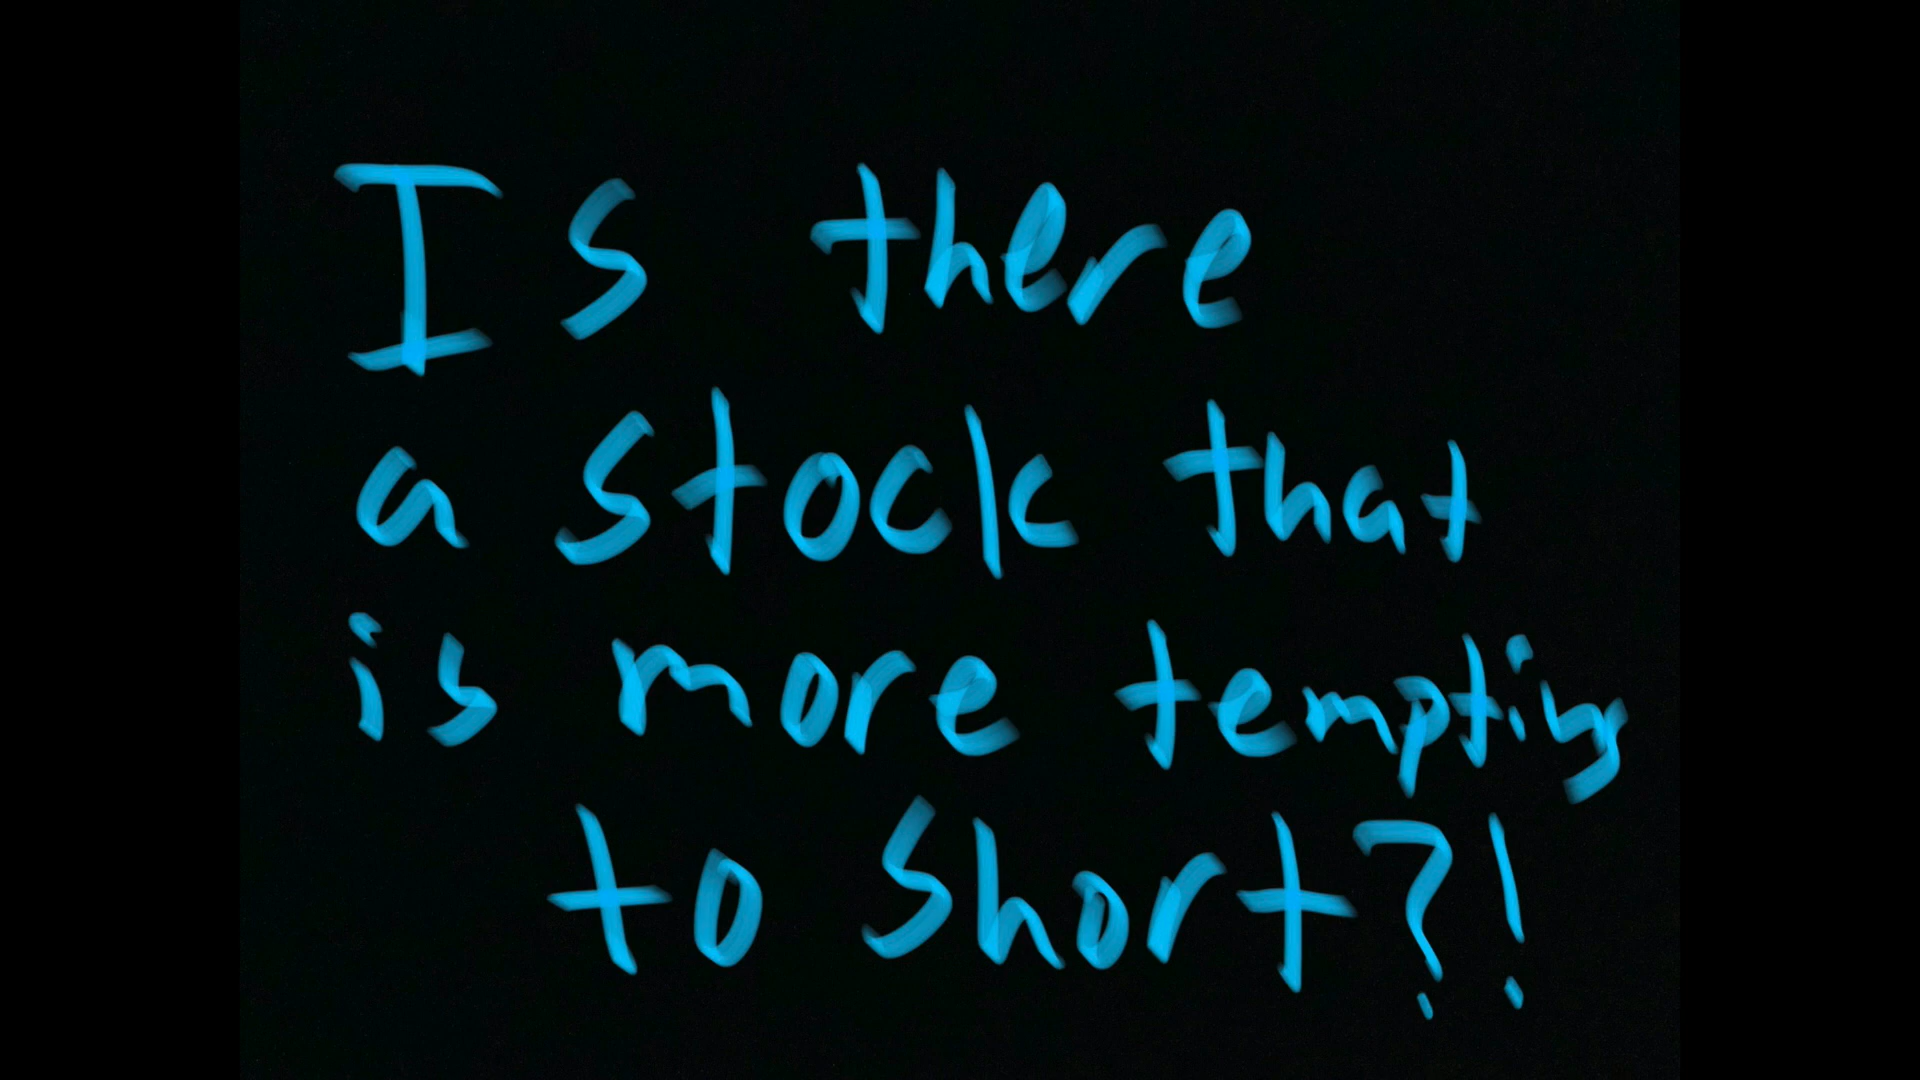 Is there
a stock that
is more tempting
to short?!